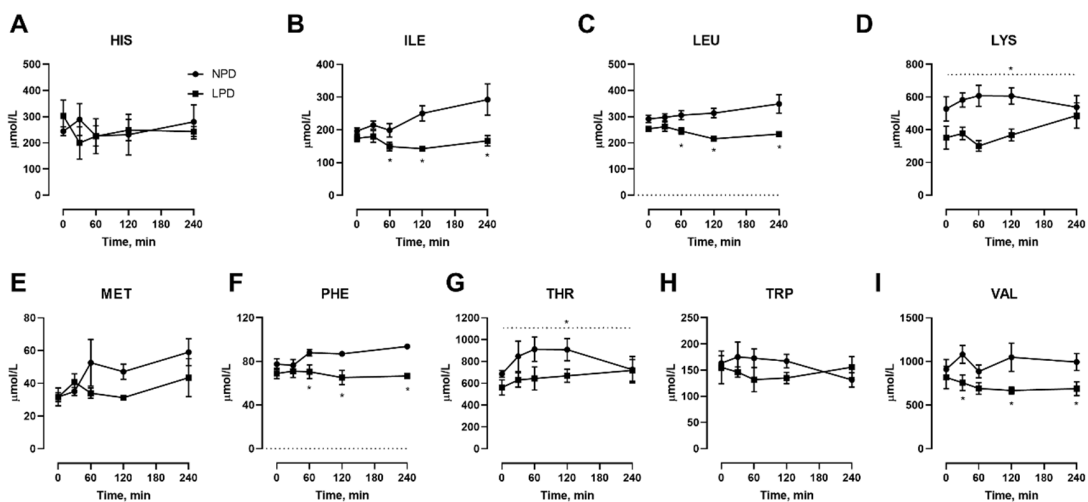 A
HIS
500
400
300
200
100
0
µmol/L
NPD
LPD
0 60 120 180 240
Time, min
B
ILE
400
300
200
100
0
µmol/L
* * *
0 60 120 180 240
Time, min
C
LEU
500
400
300
200
100
0
µmol/L
* * *
0 60 120 180 240
Time, min
D
LYS
800
600
400
200
0
µmol/L
*
0 60 120 180 240
Time, min
E
MET
80
60
40
20
0
µmol/L
0 60 120 180 240
Time, min
F
PHE
120
90
60
30
0
µmol/L
* * *
0 60 120 180 240
Time, min
G
THR
1200
1000
800
600
400
200
0
µmol/L
*
0 60 120 180 240
Time, min
H
TRP
250
200
150
100
50
0
µmol/L
0 60 120 180 240
Time, min
I
VAL
1500
1000
500
0
µmol/L
* * *
0 60 120 180 240
Time, min